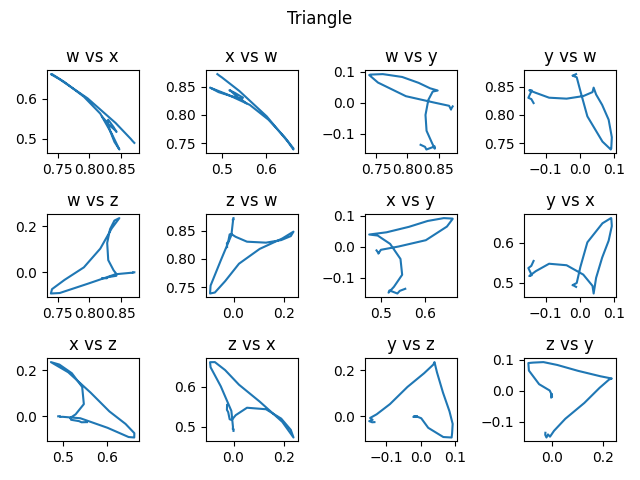 Triangle
w vs x
x vs w
w vs y
y vs w
0.6
0.5
0.75 0.80 0.85
0.85
0.80
0.75
0.5 0.6
0.1
0.0
−0.1
0.75 0.80 0.85
0.85
0.80
0.75
−0.1 0.0 0.1
w vs z
z vs w
x vs y
y vs x
0.2
0.0
0.75 0.80 0.85
0.85
0.80
0.75
0.0 0.2
0.1
0.0
−0.1
0.5 0.6
0.6
0.5
−0.1 0.0 0.1
x vs z
z vs x
y vs z
z vs y
0.2
0.0
0.5 0.6
0.6
0.5
0.0 0.2
0.2
0.0
−0.1 0.0 0.1
0.1
0.0
−0.1
0.0 0.2